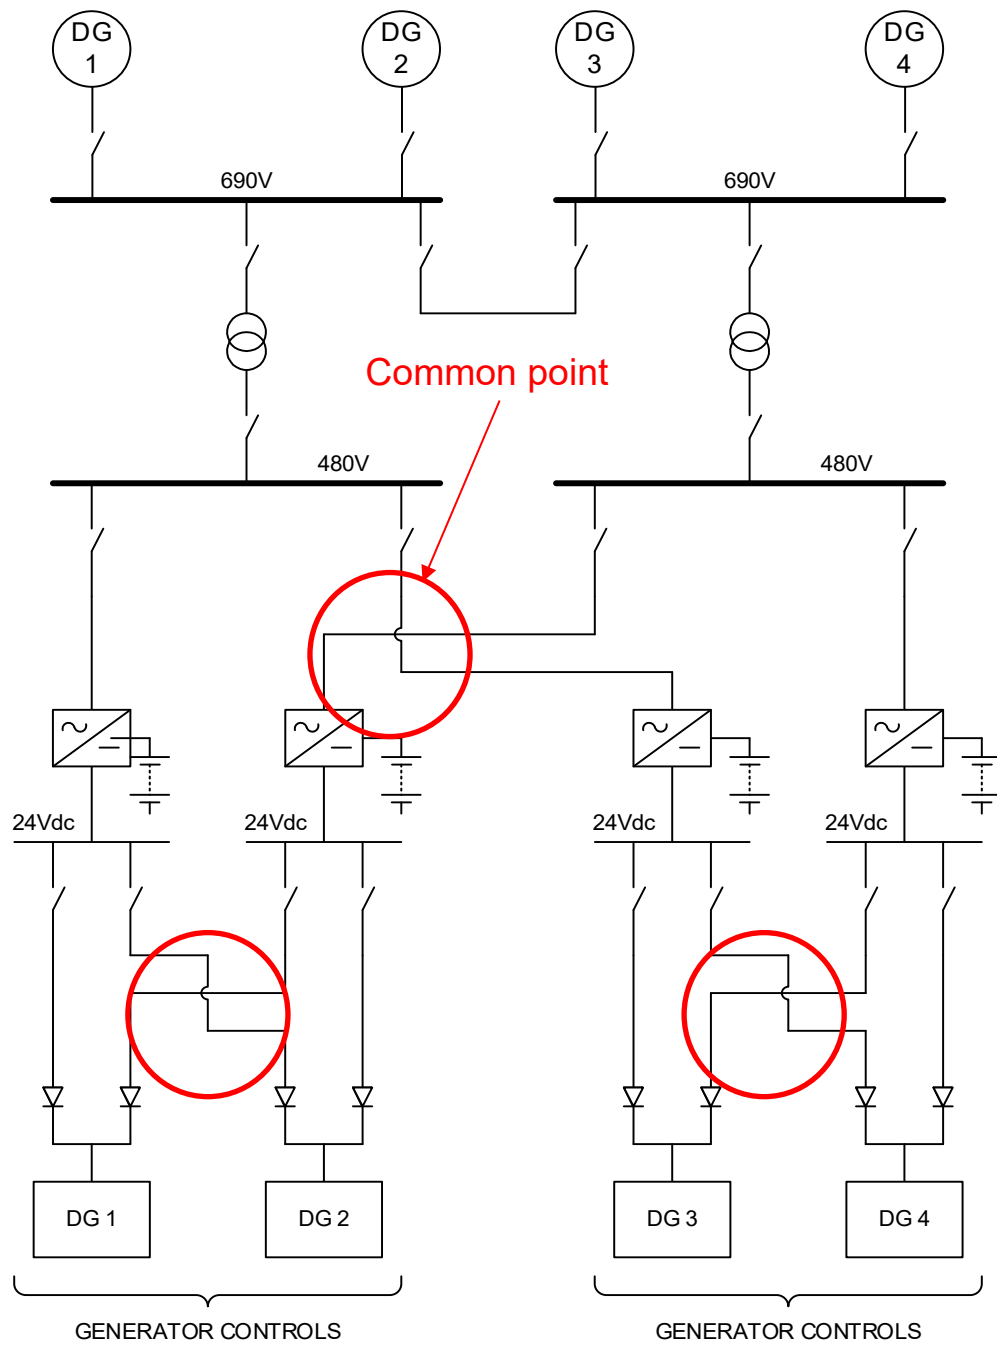 DG
1
DG
2
DG
3
DG
4
690V
690V
Common point
480V
480V
24Vdc
24Vdc
24Vdc
24Vdc
DG 1
DG 2
DG 3
DG 4
GENERATOR CONTROLS
GENERATOR CONTROLS